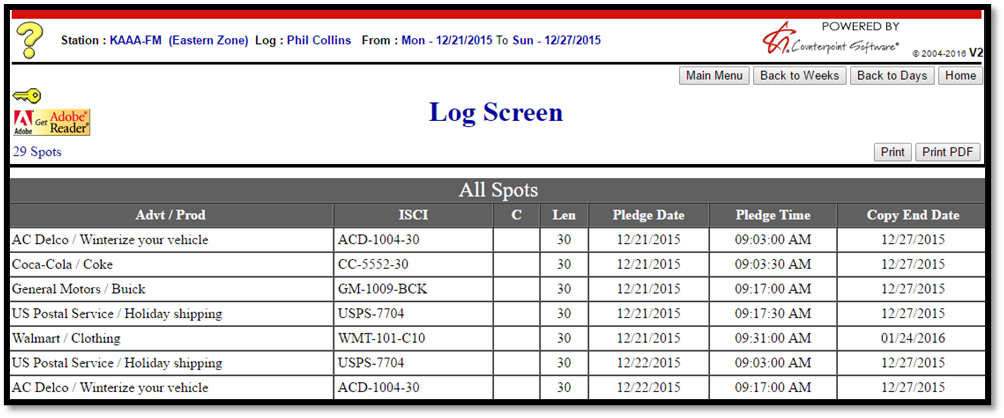 Station : KAAA-FM (Eastern Zone) Log : Phil Collins From : Mon - 12/21/2015 To Sun - 12/27/2015
POWERED BY
Counterpoint Software®
© 2004-2016 V2
Main Menu Back to Weeks Back to Days Home
Adobe Get Adobe® Reader®
Log Screen
29 Spots
Print Print PDF
All Spots
Advt / Prod ISCI C Len Pledge Date Pledge Time Copy End Date
AC Delco / Winterize your vehicle ACD-1004-30 30 12/21/2015 09:03:00 AM 12/27/2015
Coca-Cola / Coke CC-5552-30 30 12/21/2015 09:03:30 AM 12/27/2015
General Motors / Buick GM-1009-BCK 30 12/21/2015 09:17:00 AM 12/27/2015
US Postal Service / Holiday shipping USPS-7704 30 12/21/2015 09:17:30 AM 12/27/2015
Walmart / Clothing WMT-101-C10 30 12/21/2015 09:31:00 AM 01/24/2016
US Postal Service / Holiday shipping USPS-7704 30 12/22/2015 09:03:00 AM 12/27/2015
AC Delco / Winterize your vehicle ACD-1004-30 30 12/22/2015 09:17:00 AM 12/27/2015